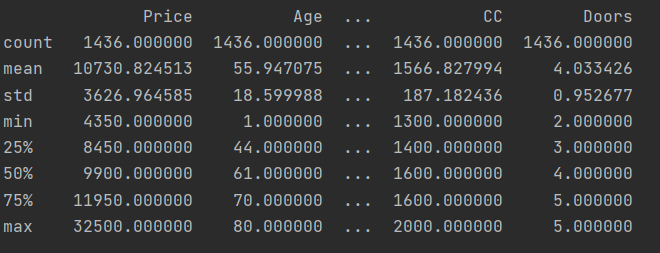 Price Age ... CC Doors
count 1436.000000 1436.000000 ... 1436.000000 1436.000000
mean 10730.824513 55.947075 ... 1566.827994 4.033426
std 3626.964585 18.599988 ... 187.182436 0.952677
min 4350.000000 1.000000 ... 1300.000000 2.000000
25% 8450.000000 44.000000 ... 1400.000000 3.000000
50% 9900.000000 61.000000 ... 1600.000000 4.000000
75% 11950.000000 70.000000 ... 1600.000000 5.000000
max 32500.000000 80.000000 ... 2000.000000 5.000000